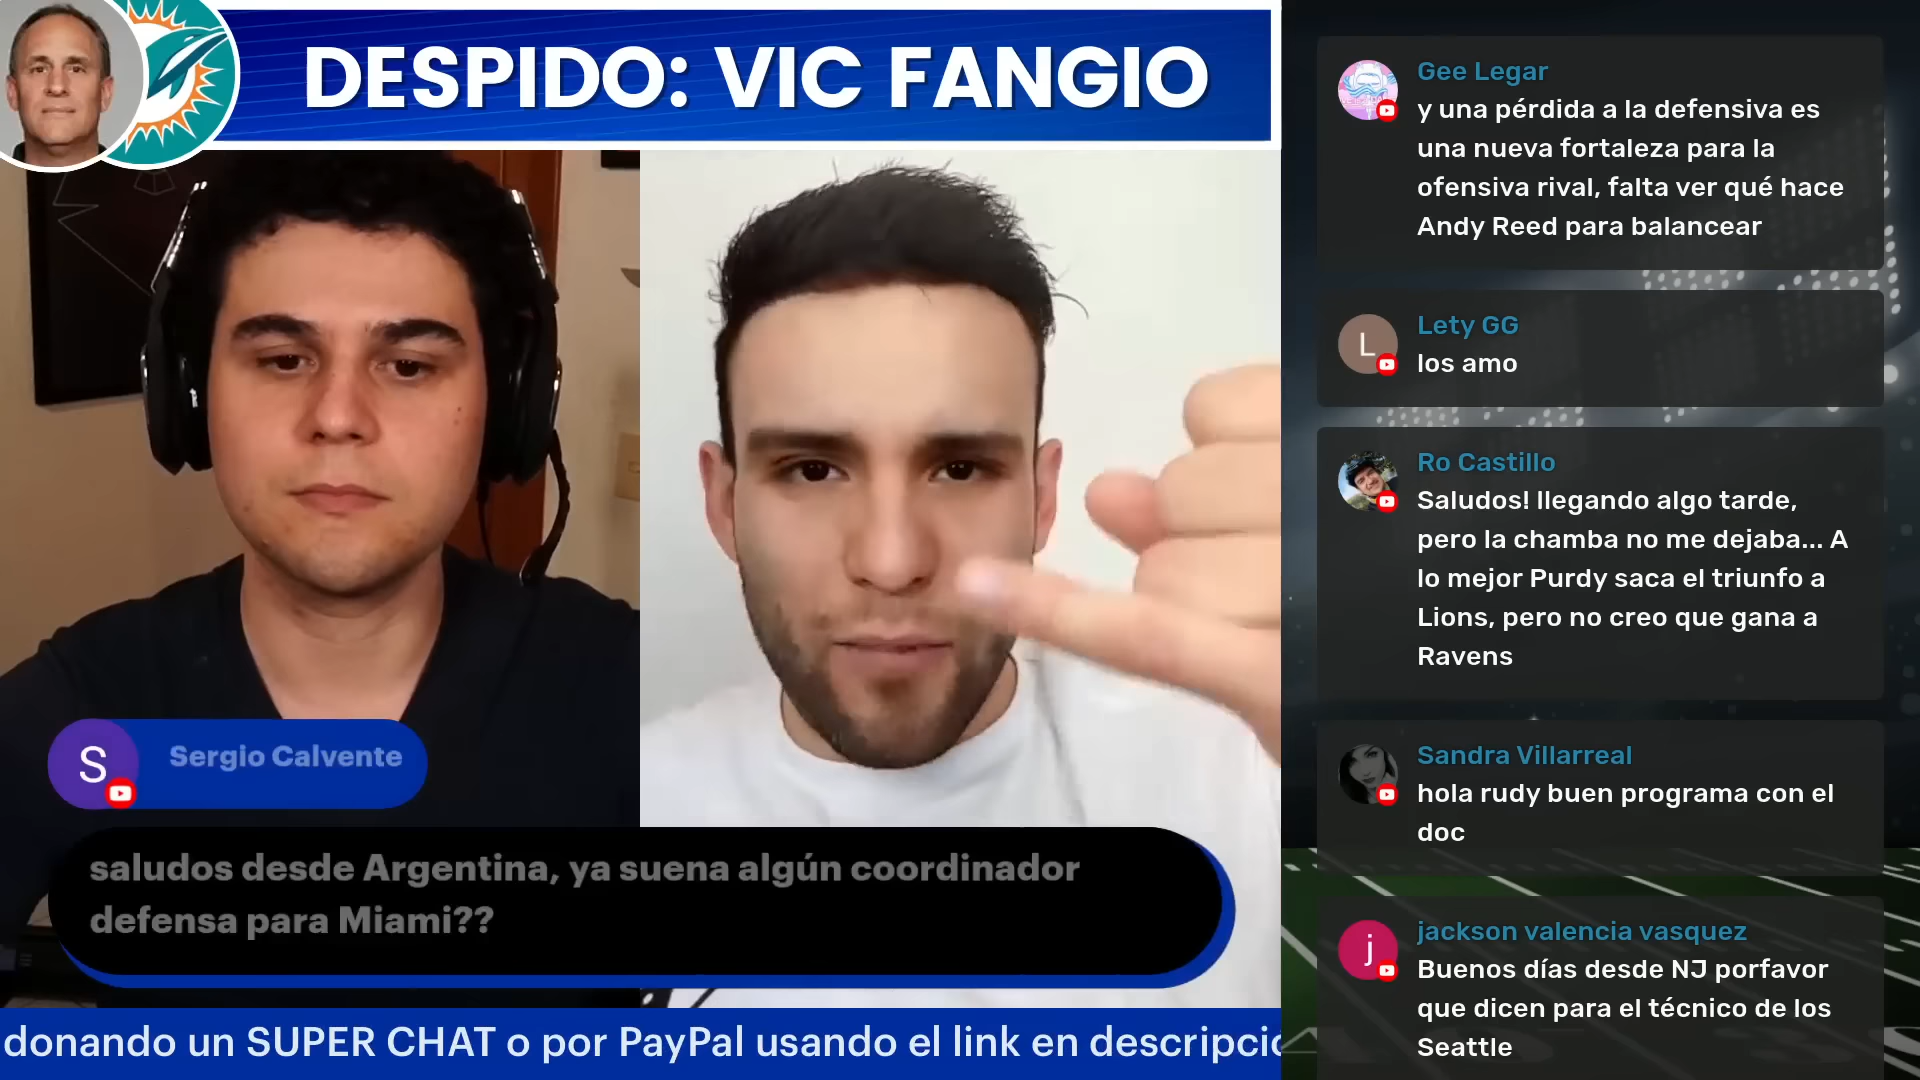 DESPIDO: VIC FANGIO
S
Sergio Calvente
saludos desde Argentina, ya suena algún coordinador
defensa para Miami??
donando un SUPER CHAT o por PayPal usando el link en descripció
Gee Legar
y una pérdida a la defensiva es
una nueva fortaleza para la
ofensiva rival, falta ver qué hace
Andy Reed para balancear
L
Lety GG
los amo
Ro Castillo
Saludos! llegando algo tarde,
pero la chamba no me dejaba... A
lo mejor Purdy saca el triunfo a
Lions, pero no creo que gana a
Ravens
Sandra Villarreal
hola rudy buen programa con el
doc
j
jackson valencia vasquez
Buenos días desde NJ porfavor
que dicen para el técnico de los
Seattle